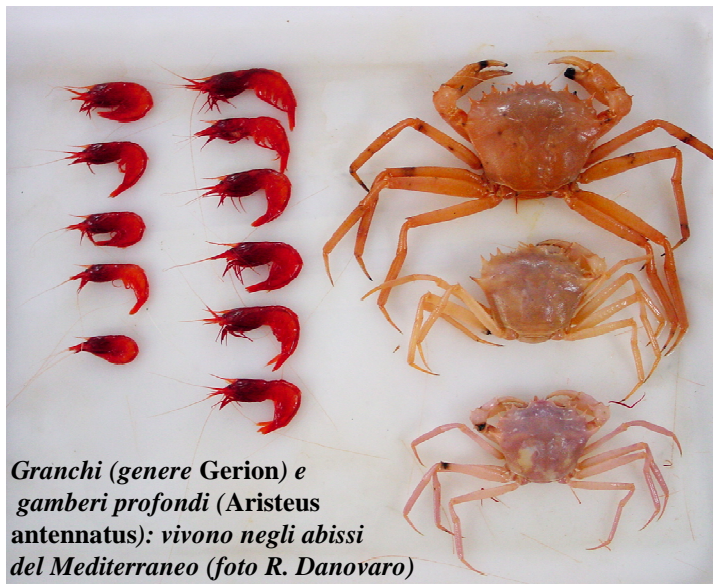 Granchi (genere Gerion) e
gamberi profondi (Aristeus
antennatus): vivono negli abissi
del Mediterraneo (foto R. Danovaro)